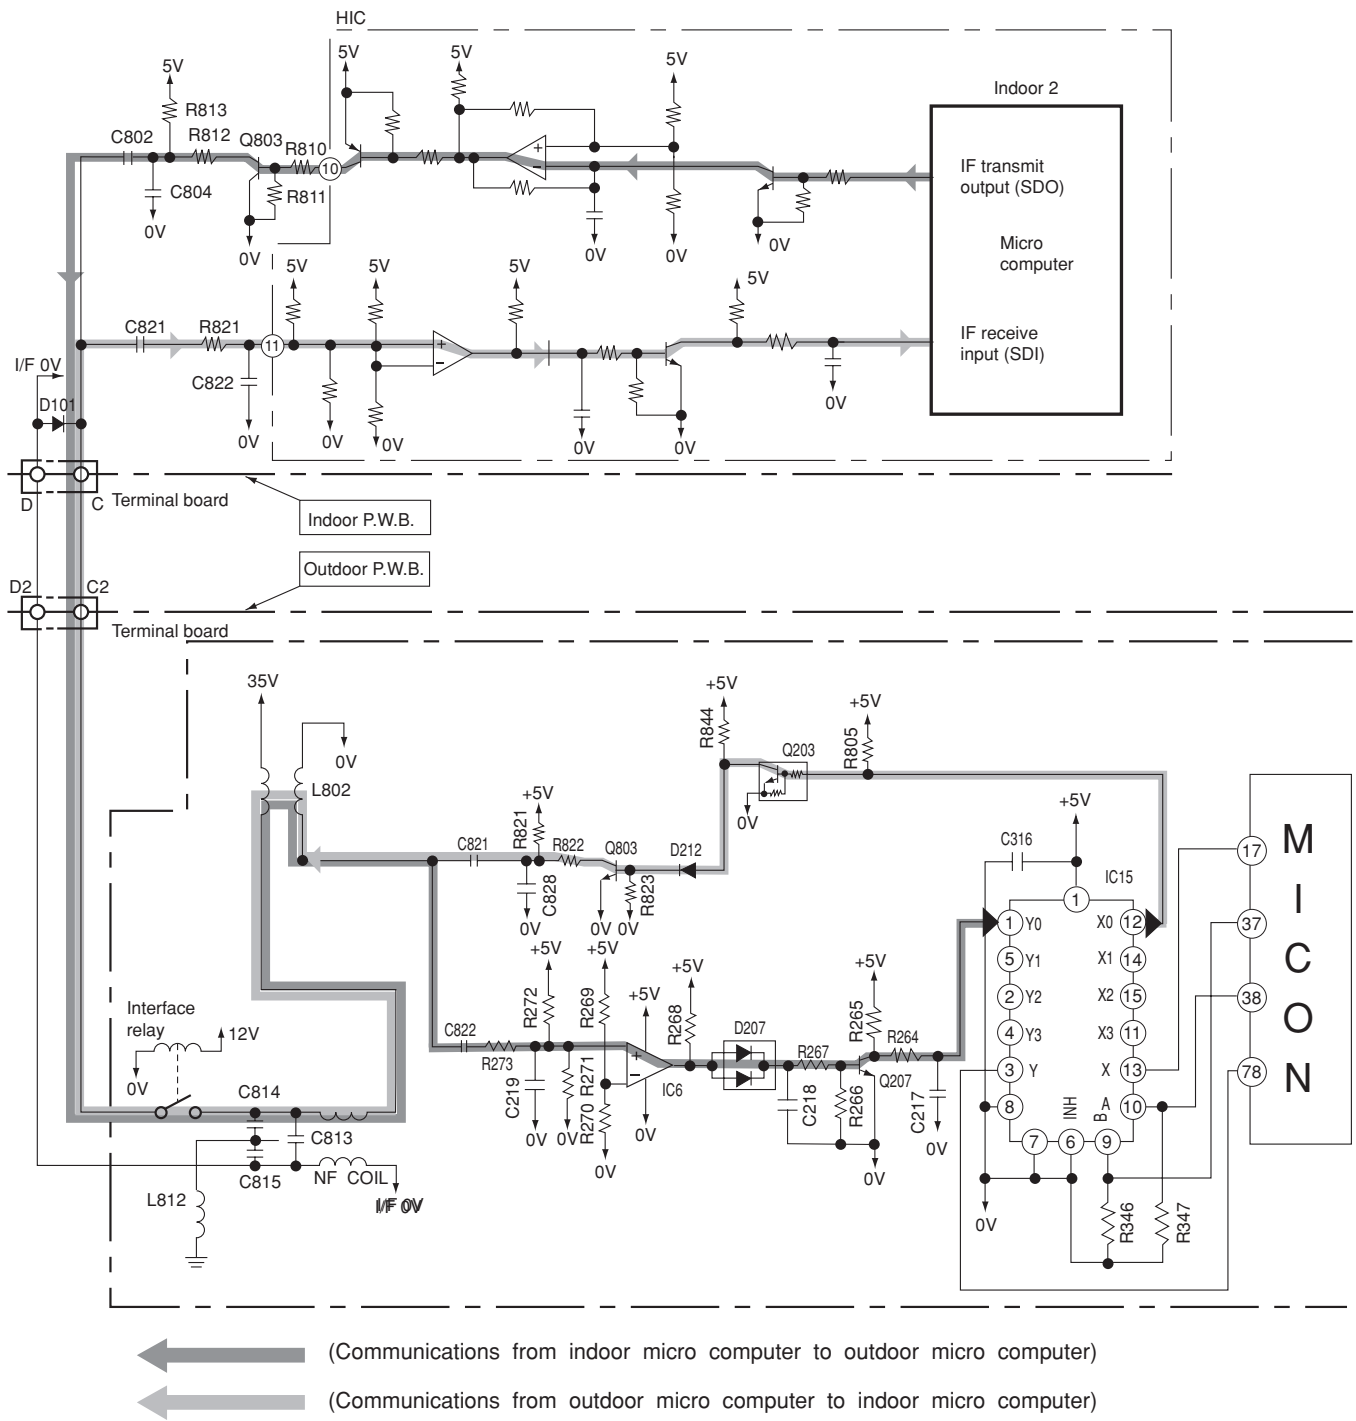 HIC
5V
5V
5V
5V
Indoor 2
R813
C802
R812
Q803
R810
10
IF transmit
output (SDO)
C804
R811
0V
0V
0V
0V
0V
Micro
computer
5V
5V
5V
5V
C821
R821
11
IF receive
input (SDI)
I/F 0V
C822
D101
0V
0V
0V
0V
0V
0V
D
C
Terminal board
Indoor P.W.B.
Outdoor P.W.B.
D2
C2
Terminal board
35V
+5V
+5V
R844
Q203
R805
0V
L802
+5V
0V
+5V
R821
C821
R822
Q803
D212
C316
IC15
C828
R823
1
0V
0V
0V
1
Y0
X0
12
5
Y1
X1
14
2
Y2
X2
15
4
Y3
X3
11
3
Y
X
13
8
INH
B
A
10
7
6
9
17
37
38
78
MICON
+5V
+5V
+5V
+5V
+5V
R272
R269
R268
R265
Interface
relay
12V
0V
C822
R273
D207
R267
R264
C219
R271
R270
IC6
C218
R266
Q207
C217
C814
C813
0V
0V
0V
0V
0V
0V
0V
C815
NF COIL
L812
I/F 0V
R346
R347
(Communications from indoor micro computer to outdoor micro computer)
(Communications from outdoor micro computer to indoor micro computer)